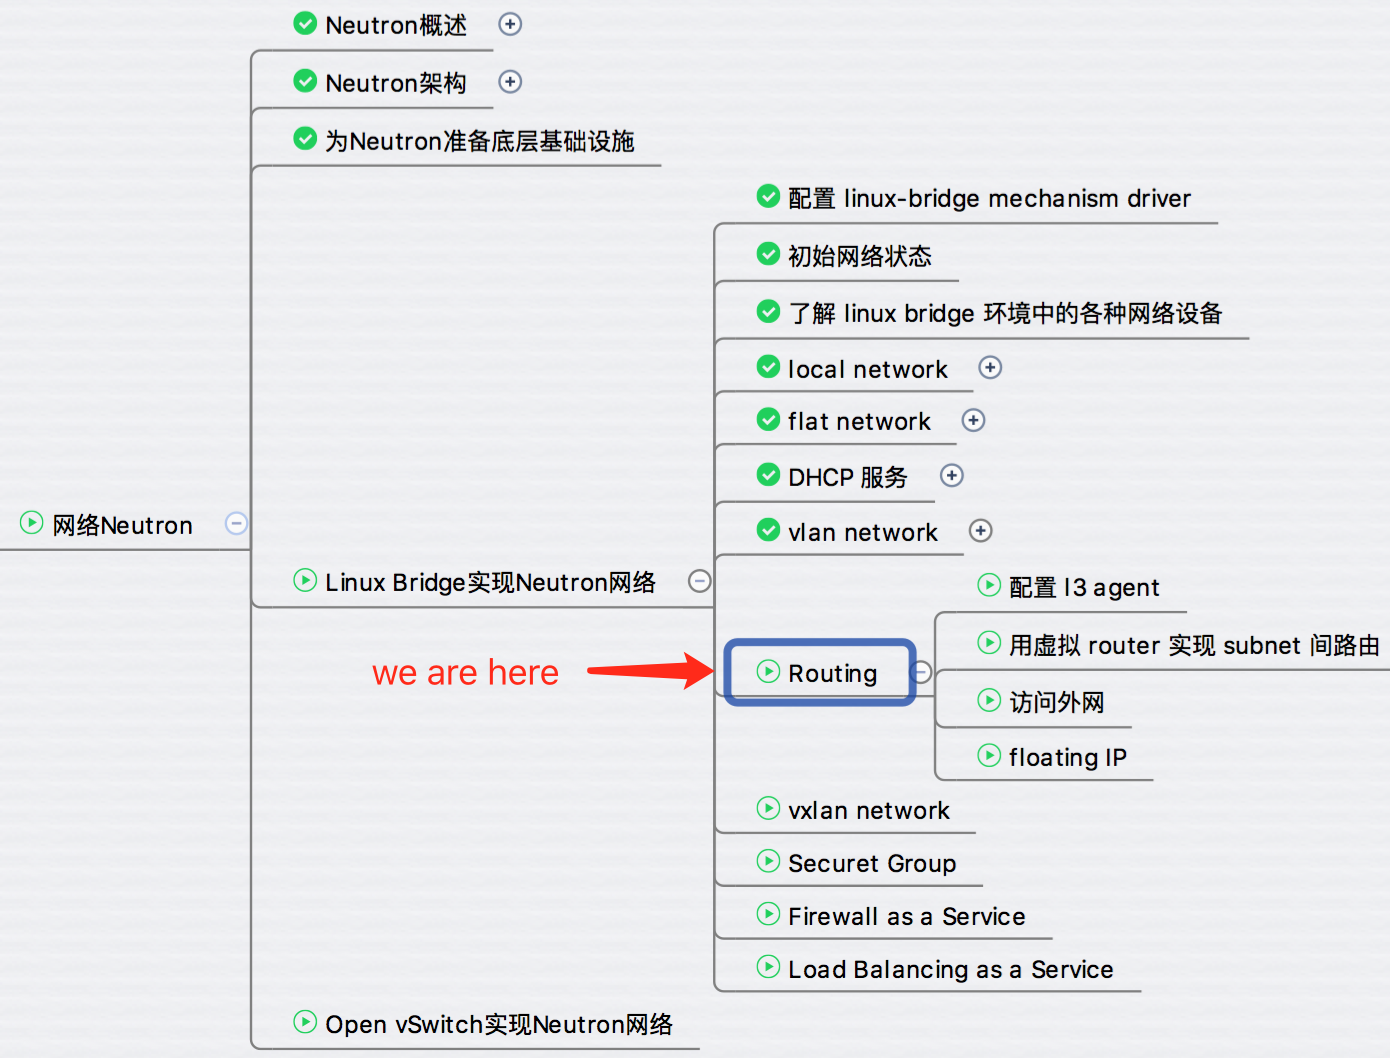 Neutron概述
Neutron架构
为Neutron准备底层基础设施
配置 linux-bridge mechanism driver
初始网络状态
了解 linux bridge 环境中的各种网络设备
local network
flat network
DHCP 服务
vlan network
网络Neutron
Linux Bridge实现Neutron网络
配置 l3 agent
用虚拟 router 实现 subnet 间路由
we are here
Routing
访问外网
floating IP
vxlan network
Securet Group
Firewall as a Service
Load Balancing as a Service
Open vSwitch实现Neutron网络